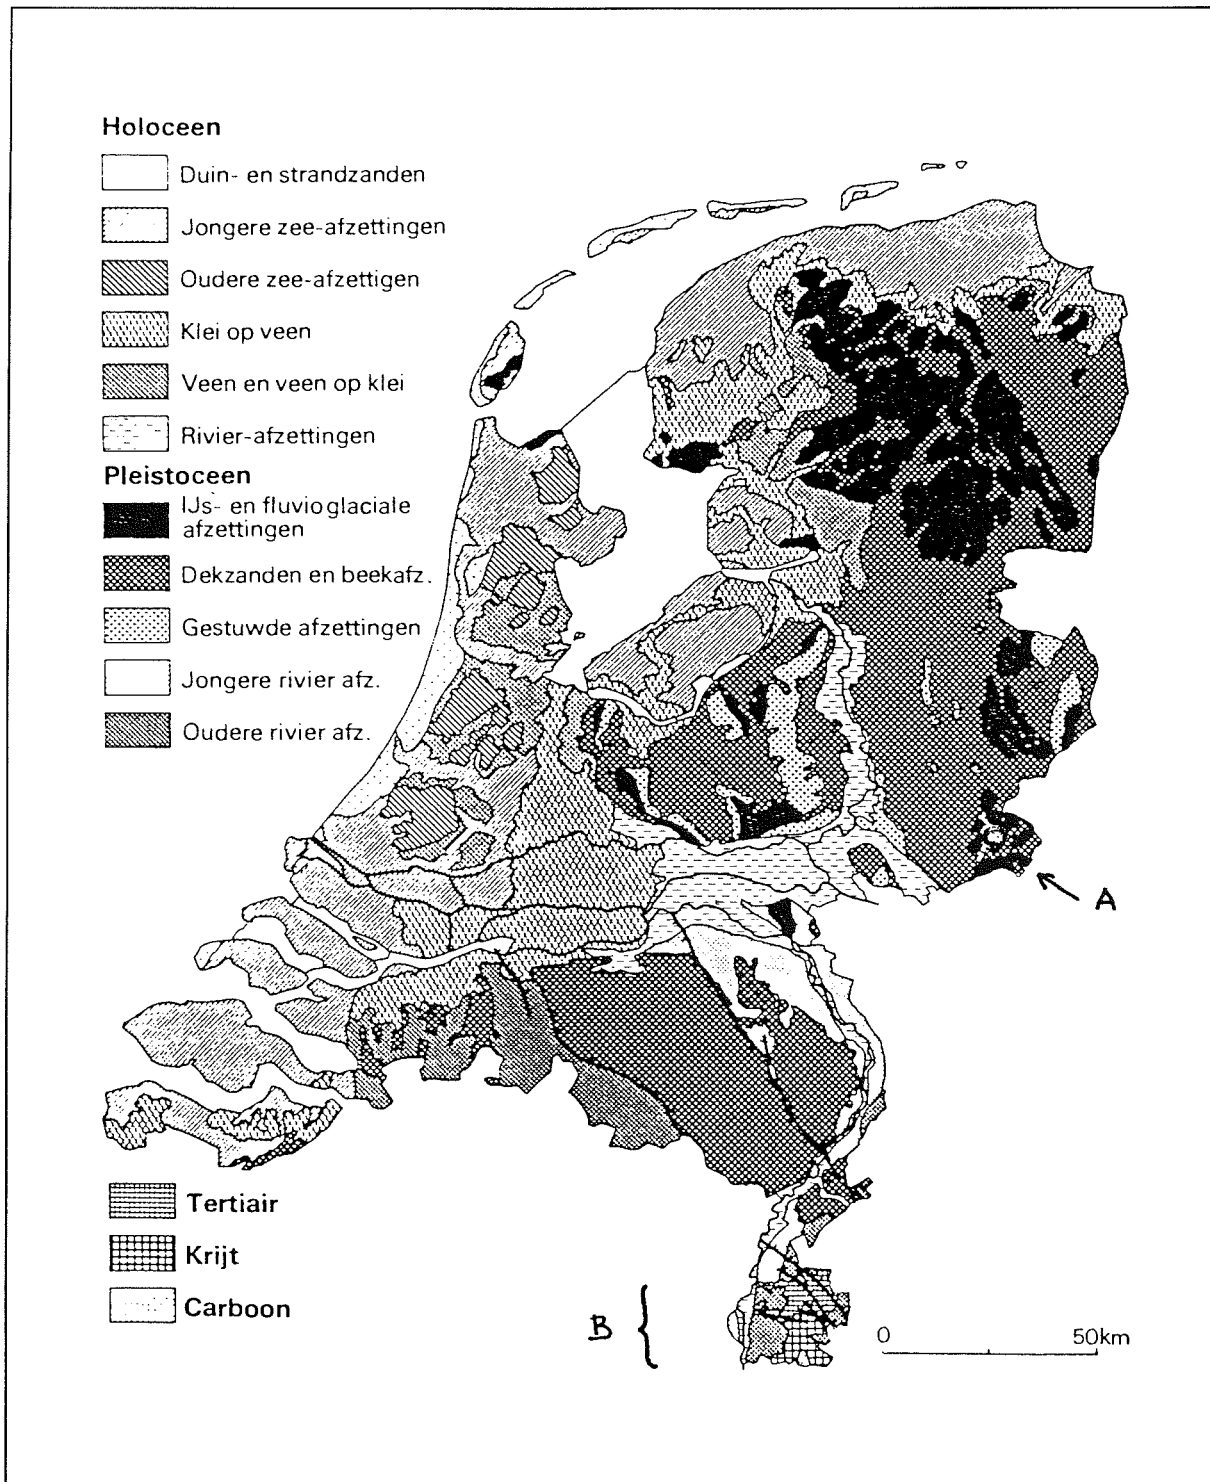 Holoceen
Duin- en strandzanden
Jongere zee-afzettingen
Oudere zee-afzettigen
Klei op veen
Veen en veen op klei
Rivier-afzettingen
Pleistoceen
IJs- en fluvioglaciale
afzettingen
Dekzanden en beekafz.
Gestuwde afzettingen
Jongere rivier afz.
Oudere rivier afz.
A
Tertiair
Krijt
Carboon
B
0 50km